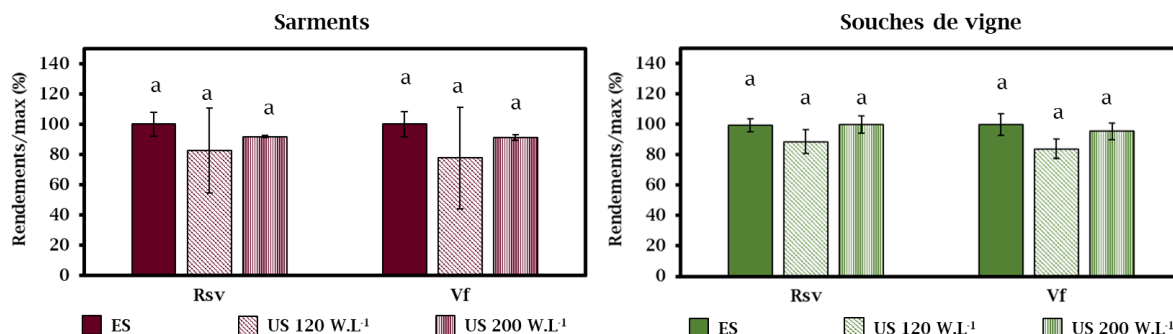 Sarments
Rendements/max (%)
140
120
100
80
60
40
20
0
a
a
a
a
a
a
Rsv
Vf
ES
US 120 W.L-1
US 200 W.L-1
Souches de vigne
Rendements/max (%)
140
120
100
80
60
40
20
0
a
a
a
a
a
a
Rsv
Vf
ES
US 120 W.L-1
US 200 W.L-1